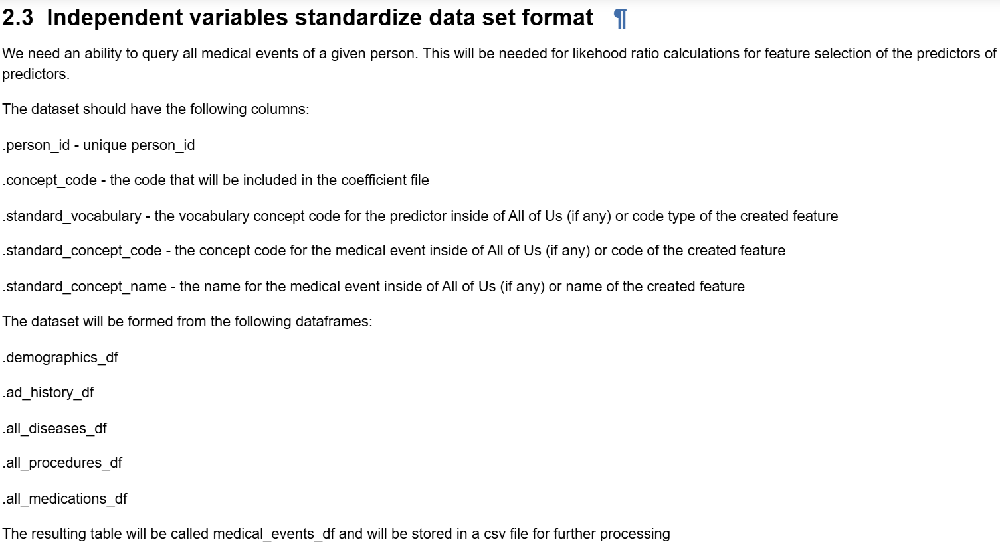 2.3 Independent variables standardize data set format ¶
We need an ability to query all medical events of a given person. This will be needed for likehood ratio calculations for feature selection of the predictors of
predictors.
The dataset should have the following columns:
.person_id - unique person_id
.concept_code - the code that will be included in the coefficient file
.standard_vocabulary - the vocabulary concept code for the predictor inside of All of Us (if any) or code type of the created feature
.standard_concept_code - the concept code for the medical event inside of All of Us (if any) or code of the created feature
.standard_concept_name - the name for the medical event inside of All of Us (if any) or name of the created feature
The dataset will be formed from the following dataframes:
.demographics_df
.ad_history_df
.all_diseases_df
.all_procedures_df
.all_medications_df
The resulting table will be called medical_events_df and will be stored in a csv file for further processing